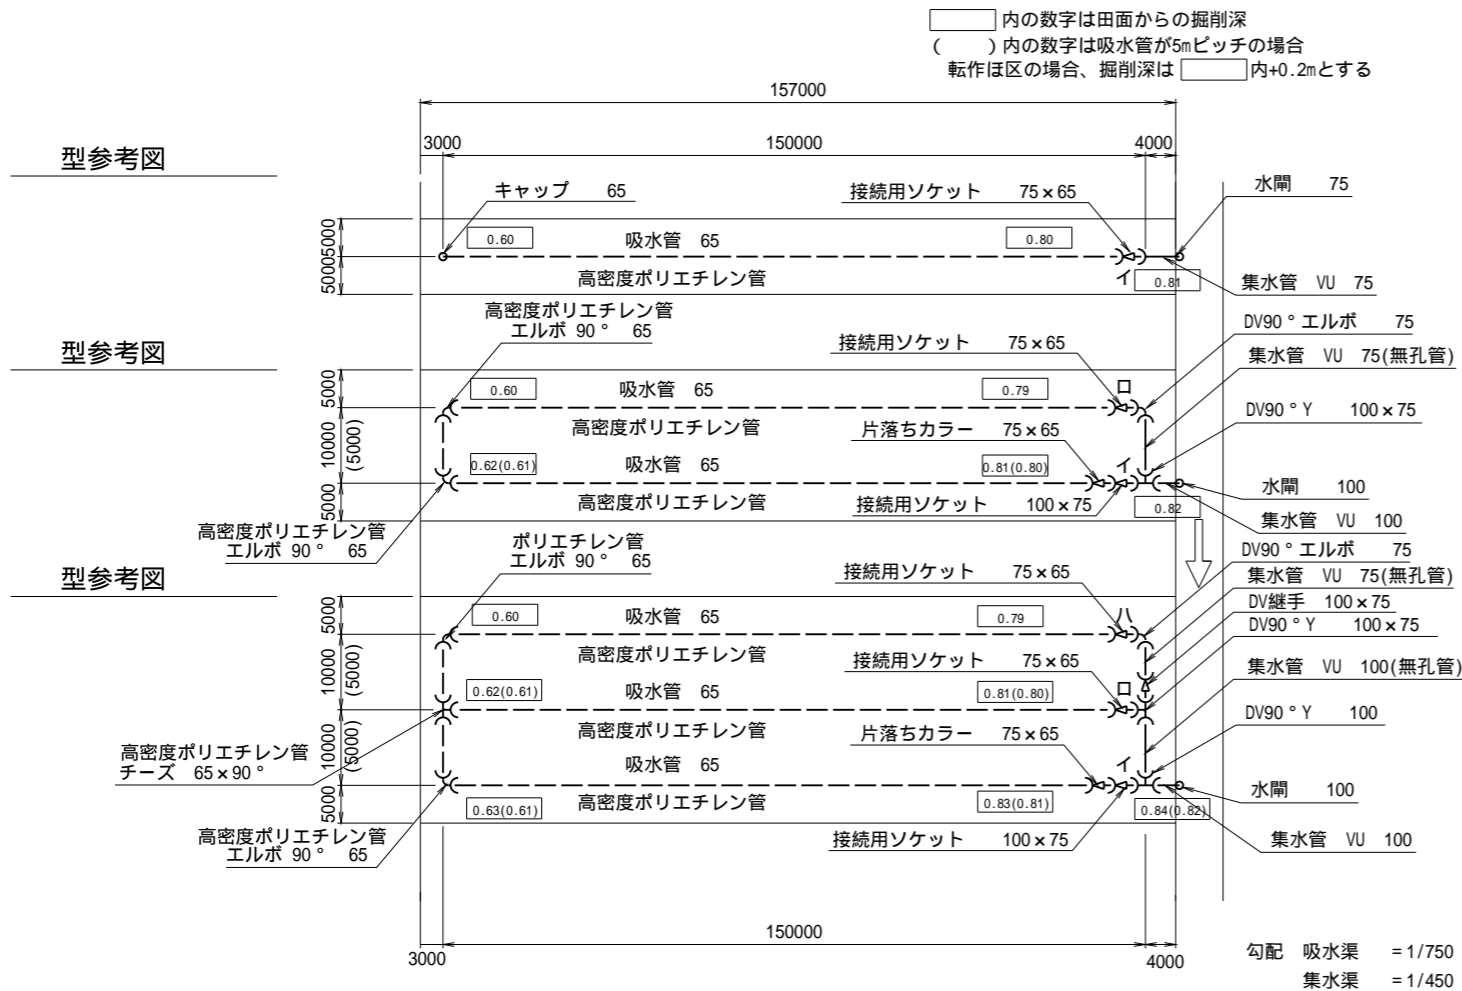 内の数字は田面からの掘削深
(　　)内の数字は吸水管が5mピッチの場合
転作ほ区の場合、掘削深は　　　内+0.2mとする
157000
3000 150000 4000
型参考図
キャップ 65
接続用ソケット 75×65
水閘 75
5000
5000
0.60
吸水管 65
0.80
高密度ポリエチレン管
イ
0.81
集水管 VU 75
型参考図
高密度ポリエチレン管
エルボ 90° 65
接続用ソケット 75×65
DV90°エルボ 75
集水管 VU 75(無孔管)
5000
0.60
吸水管 65
0.79
ロ
高密度ポリエチレン管
片落ちカラー 75×65
DV90°Y 100×75
10000
(5000)
0.62(0.61)
吸水管 65
0.81(0.80)
イ
5000
高密度ポリエチレン管
接続用ソケット 100×75
0.82
水閘 100
集水管 VU 100
高密度ポリエチレン管
エルボ 90° 65
型参考図
ポリエチレン管
エルボ 90° 65
接続用ソケット 75×65
DV90°エルボ 75
集水管 VU 75(無孔管)
DV継手 100×75
DV90°Y 100×75
5000
0.60
吸水管 65
0.79
ハ
高密度ポリエチレン管
接続用ソケット 75×65
集水管 VU 100(無孔管)
10000
(5000)
0.62(0.61)
吸水管 65
0.81(0.80)
ロ
高密度ポリエチレン管
片落ちカラー 75×65
DV90°Y 100
高密度ポリエチレン管
チーズ 65×90°
10000
(5000)
吸水管 65
イ
5000
0.63(0.61)
高密度ポリエチレン管
0.83(0.81)
0.84(0.82)
水閘 100
高密度ポリエチレン管
エルボ 90° 65
接続用ソケット 100×75
集水管 VU 100
3000 150000 4000
勾配 吸水渠 =1/750
集水渠 =1/450